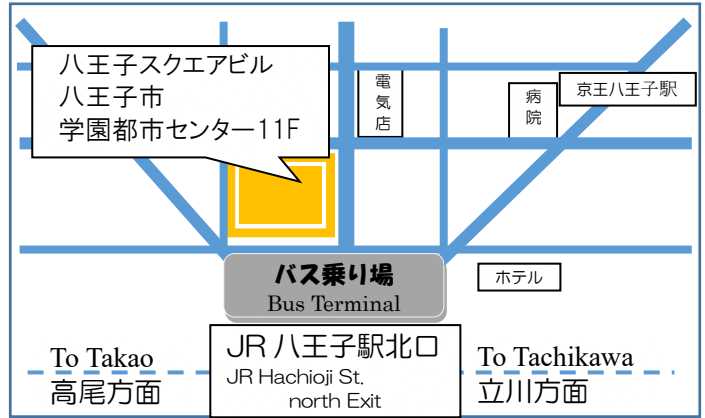 八王子スクエアビル
八王子市
学園都市センター11F
電気店
病院
京王八王子駅
バス乗り場
Bus Terminal
ホテル
JR 八王子駅北口
JR Hachioji St.
north Exit
To Takao
高尾方面
To Tachikawa
立川方面